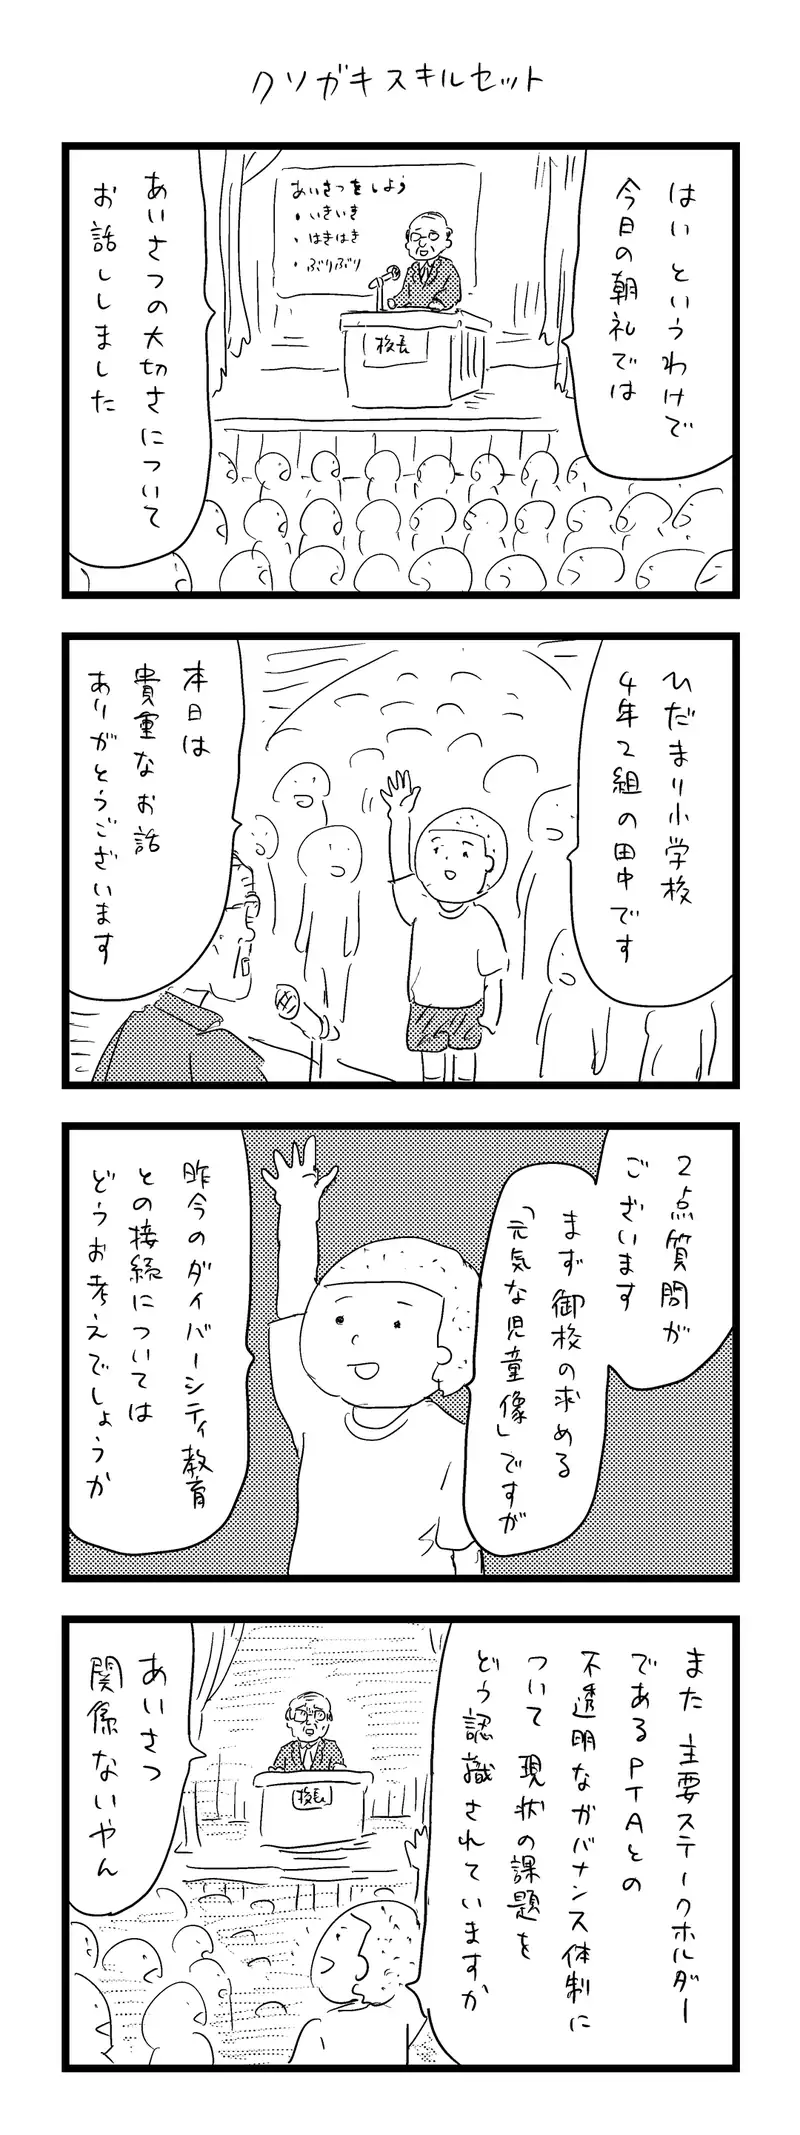 クソガキスキルセット
はいというわけで
今日の朝礼では
あいさつをしよう
・いきいき
・はきはき
・ぷりぷり
校長
あいさつの大切さについて
お話ししました
ひだまり小学校
4年2組の田中です
本日は
貴重なお話
ありがとうございます
2点質問が
ございます
まず御校の求める
「元気な児童像」ですが
昨今のダイバーシティ教育
との接続については
どうお考えでしょうか
また主要ステークホルダー
であるPTAとの
不透明なガバナンス体制に
ついて現状の課題を
どう認識されていますか
校長
あいさつ
関係ないやん